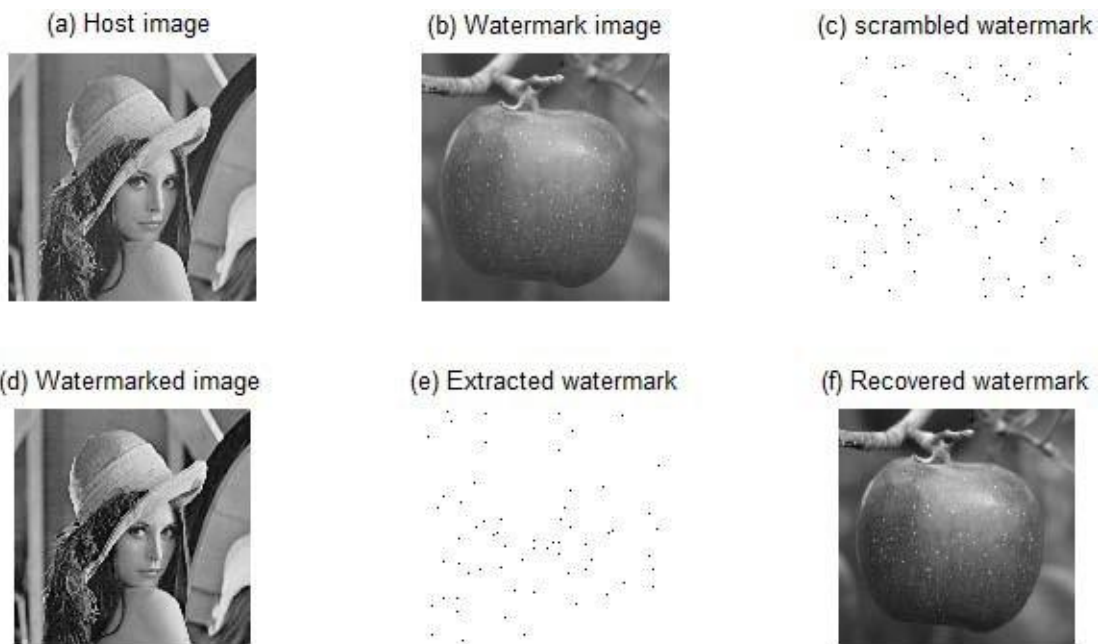 (a) Host image
(b) Watermark image
(c) scrambled watermark
(d) Watermarked image
(e) Extracted watermark
(f) Recovered watermark